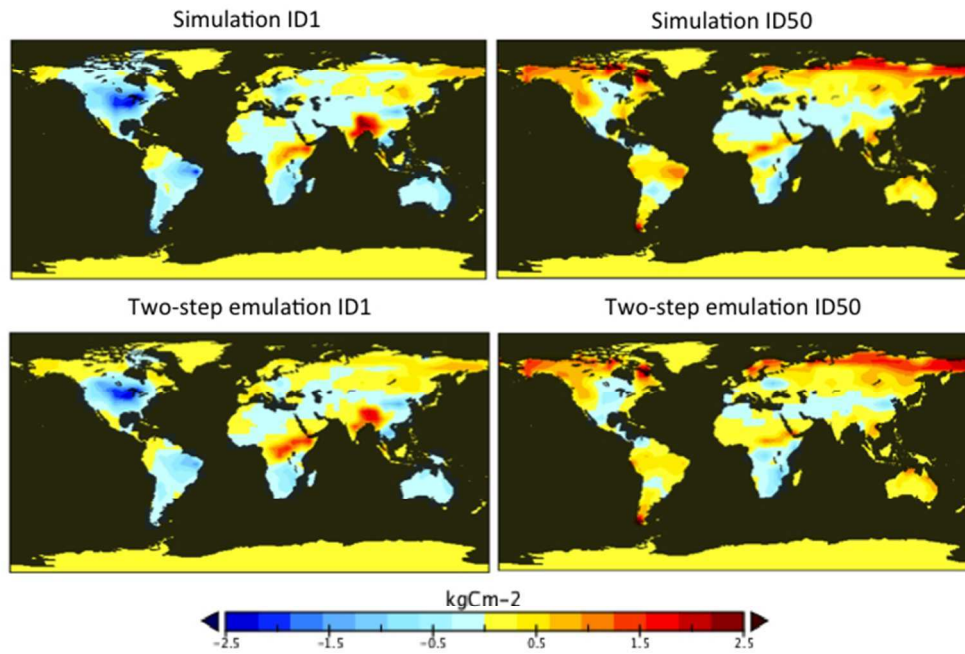 Simulation ID1
Simulation ID50
Two-step emulation ID1
Two-step emulation ID50
kgCm-2
-2.5 -1.5 -0.5 0.5 1.5 2.5